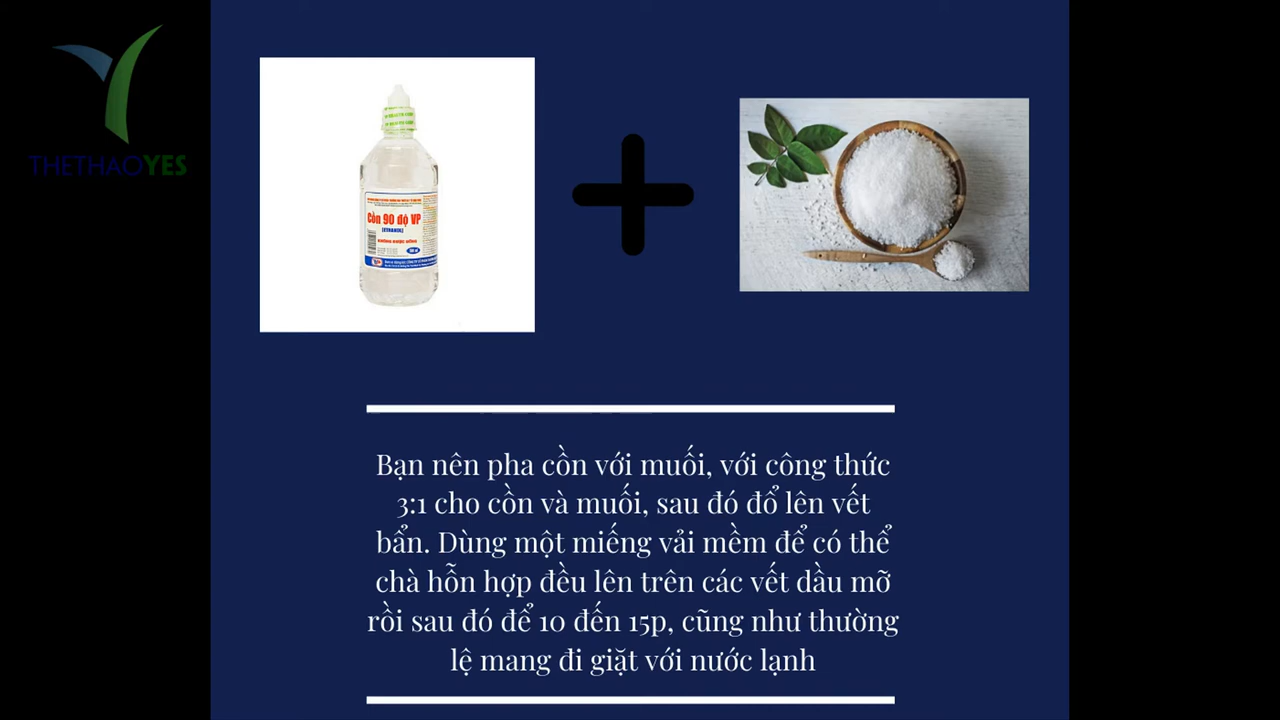 THETHAOYES
Cồn 90 độ VP
[ETHANOL]
Bạn nên pha cồn với muối, với công thức
3:1 cho cồn và muối, sau đó đổ lên vết
bẩn. Dùng một miếng vải mềm để có thể
chà hỗn hợp đều lên trên các vết dầu mỡ
rồi sau đó để 10 đến 15p, cũng như thường
lệ mang đi giặt với nước lạnh